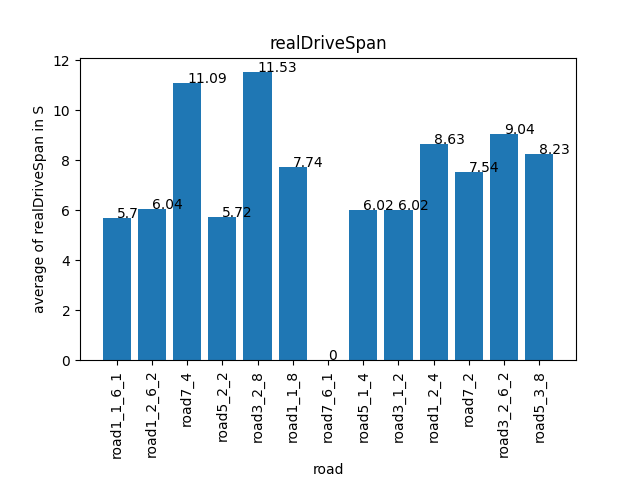 realDriveSpan
average of realDriveSpan in S
12
10
8
6
4
2
0
5.7
6.04
11.09
5.72
11.53
7.74
0
6.02
6.02
8.63
7.54
9.04
8.23
road1_1_6_1
road1_2_6_2
road7_4
road5_2_2
road3_2_8
road1_1_8
road7_6_1
road5_1_4
road3_1_2
road1_2_4
road7_2
road3_2_6_2
road5_3_8
road